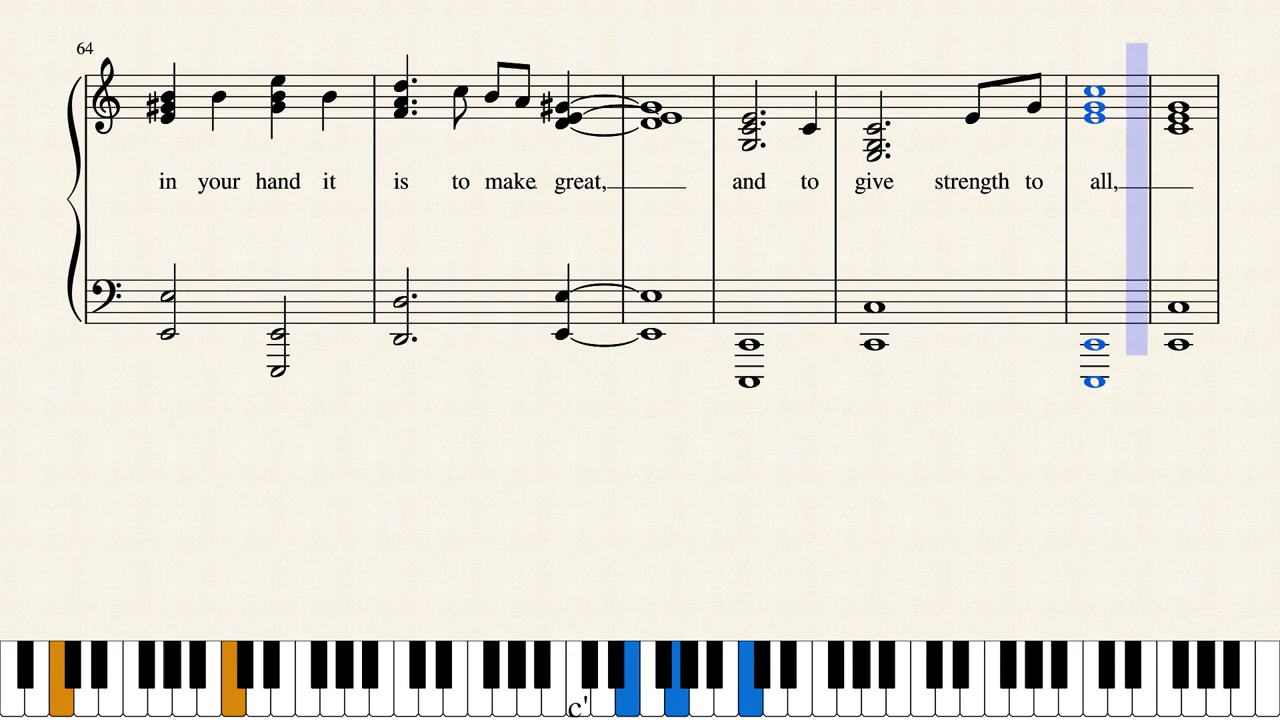 64
in your hand it is to make great, and to give strength to all,
c'